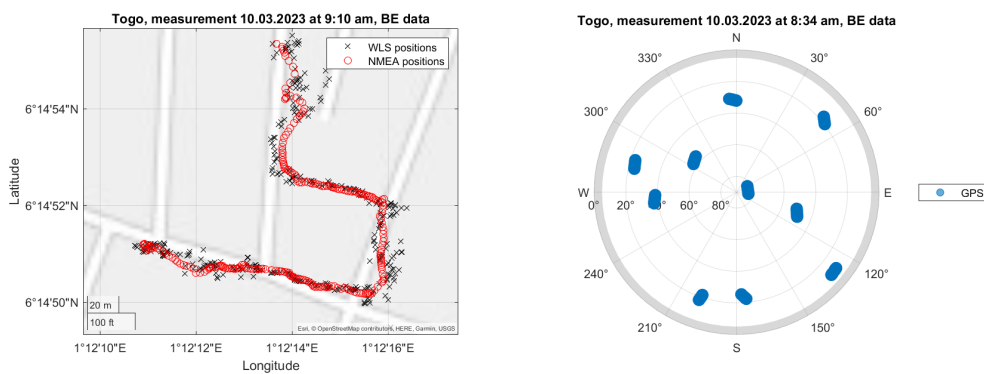 Togo, measurement 10.03.2023 at 9:10 am, BE data
WLS positions
NMEA positions
6°14'54"N
6°14'52"N
6°14'50"N
Latitude
20 m
100 ft
Esri, © OpenStreetMap contributors, HERE, Garmin, USGS
1°12'10"E 1°12'12"E 1°12'14"E 1°12'16"E
Longitude
Togo, measurement 10.03.2023 at 8:34 am, BE data
N
330° 30°
300° 60°
W E
0° 20° 60° 80°
240° 120°
210° 150°
S
GPS